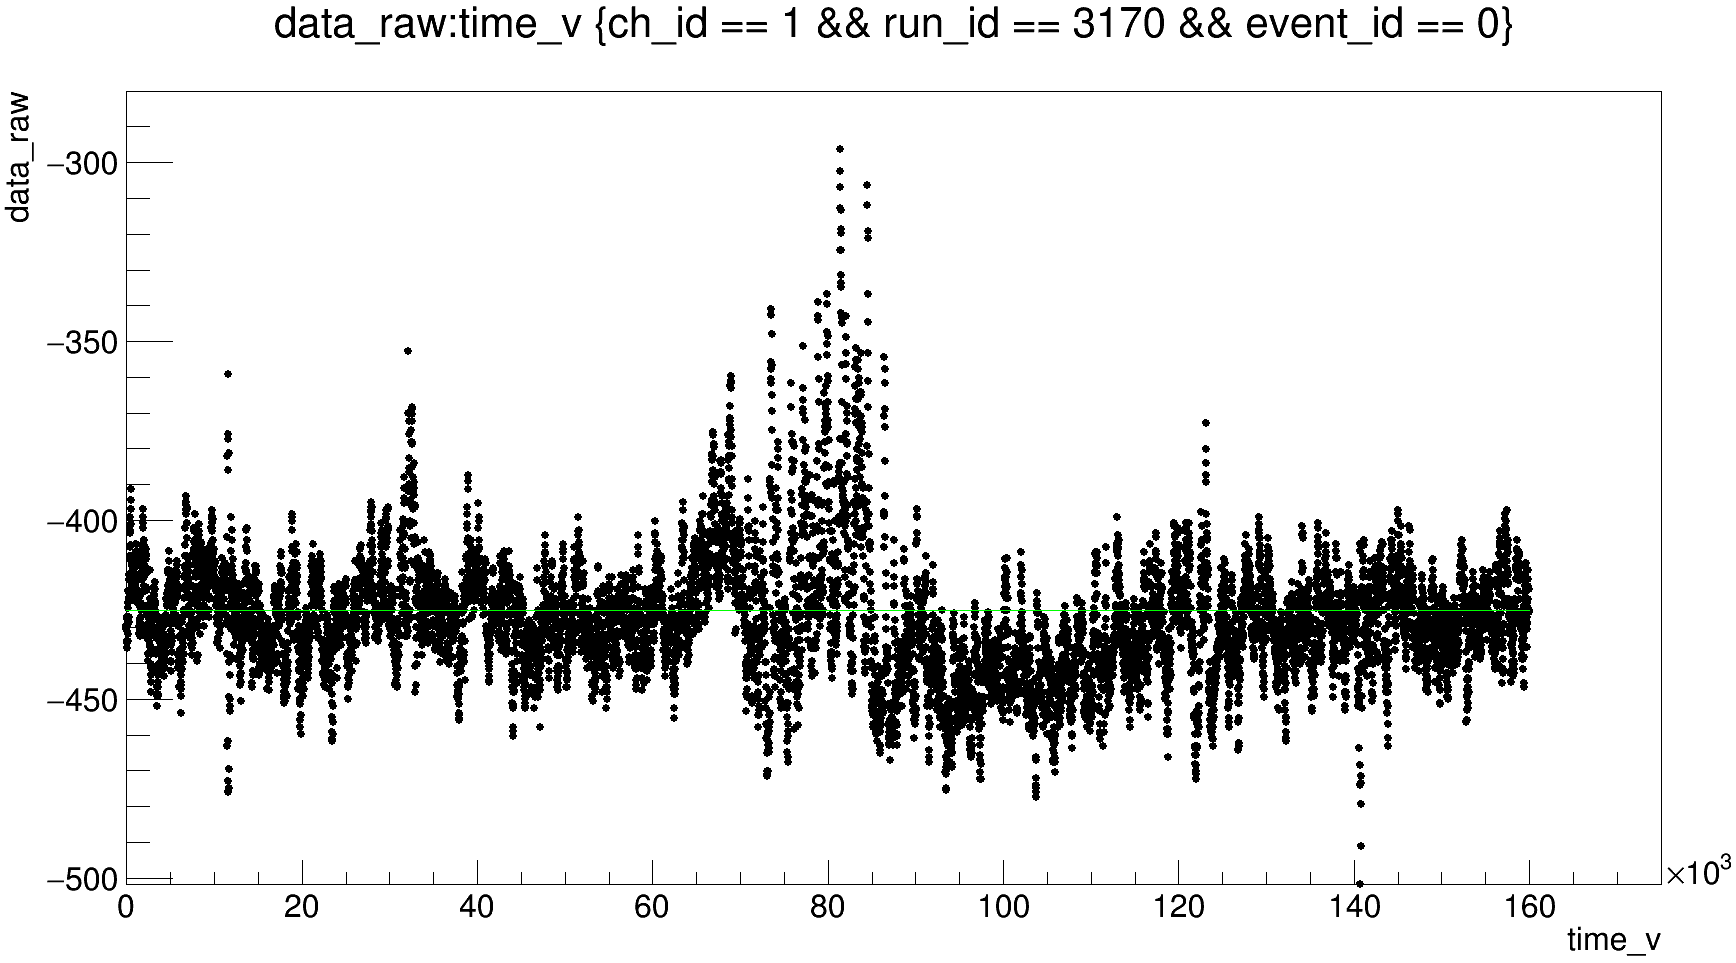 data_raw:time_v {ch_id == 1 && run_id == 3170 && event_id == 0}
data_raw
−300
−350
−400
−450
−500
0 20 40 60 80 100 120 140 160
×10³
time_v